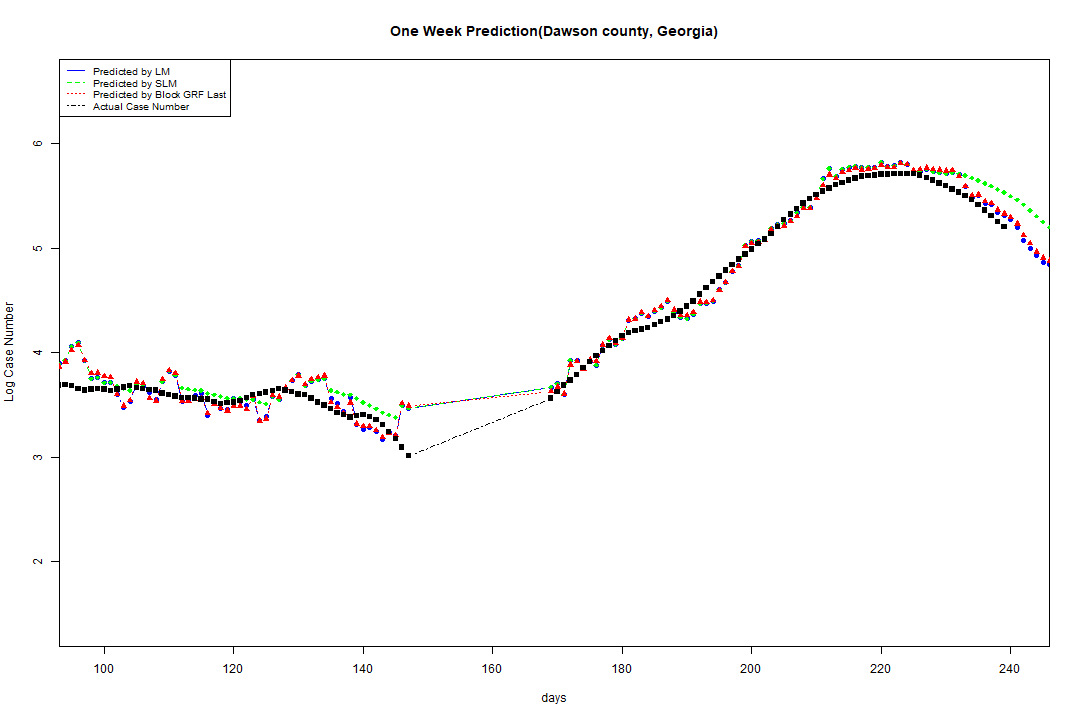 One Week Prediction(Dawson county, Georgia)
Predicted by LM
Predicted by SLM
Predicted by Block GRF Last
Actual Case Number
6
5
4
3
2
Log Case Number
100 120 140 160 180 200 220 240
days